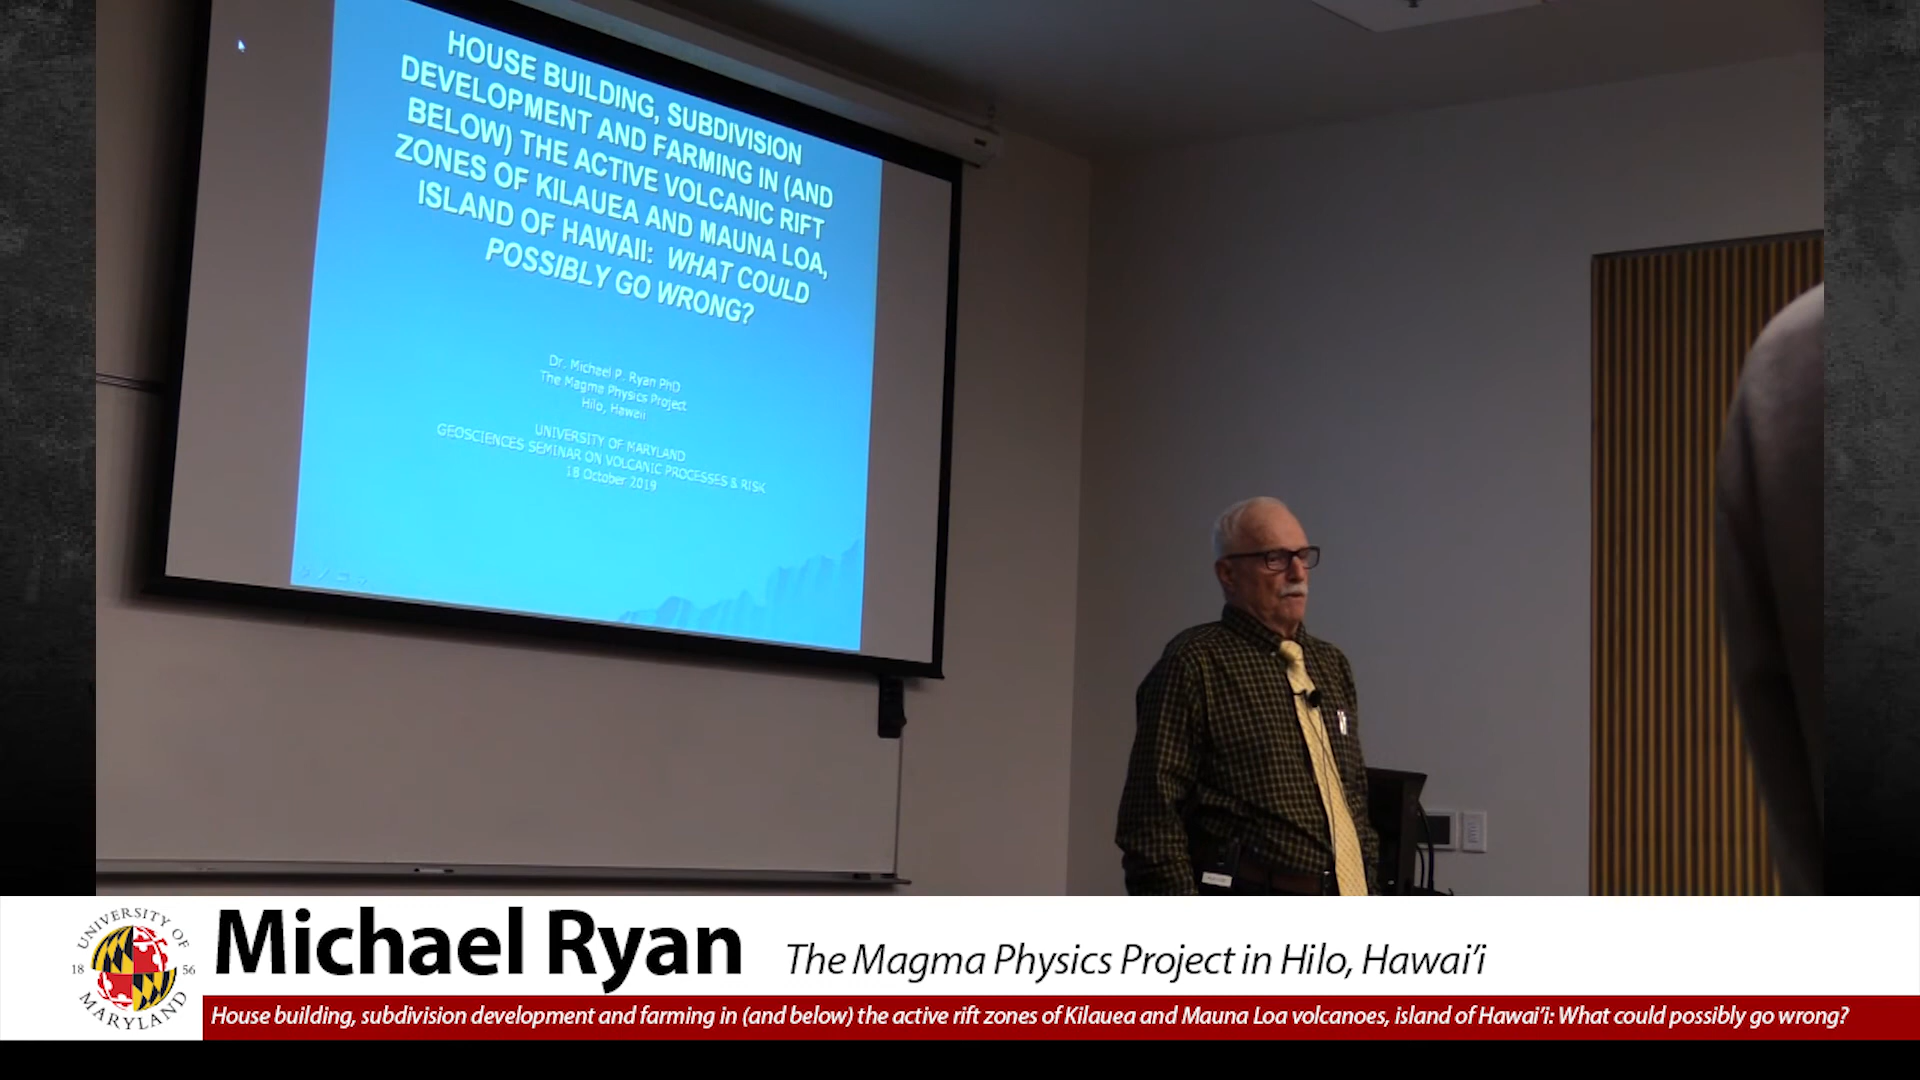 HOUSE BUILDING, SUBDIVISION
DEVELOPMENT AND FARMING IN (AND
BELOW) THE ACTIVE VOLCANIC RIFT
ZONES OF KILAUEA AND MAUNA LOA,
ISLAND OF HAWAII: WHAT COULD
POSSIBLY GO WRONG?
Dr. Michael P. Ryan PhD
The Magma Physics Project
Hilo, Hawaii
UNIVERSITY OF MARYLAND
GEOSCIENCES SEMINAR ON VOLCANIC PROCESSES & RISK
18 October 2019
UNIVERSITY OF
18 56
MARYLAND
Michael Ryan
The Magma Physics Project in Hilo, Hawai‘i
House building, subdivision development and farming in (and below) the active rift zones of Kilauea and Mauna Loa volcanoes, island of Hawai‘i: What could possibly go wrong?